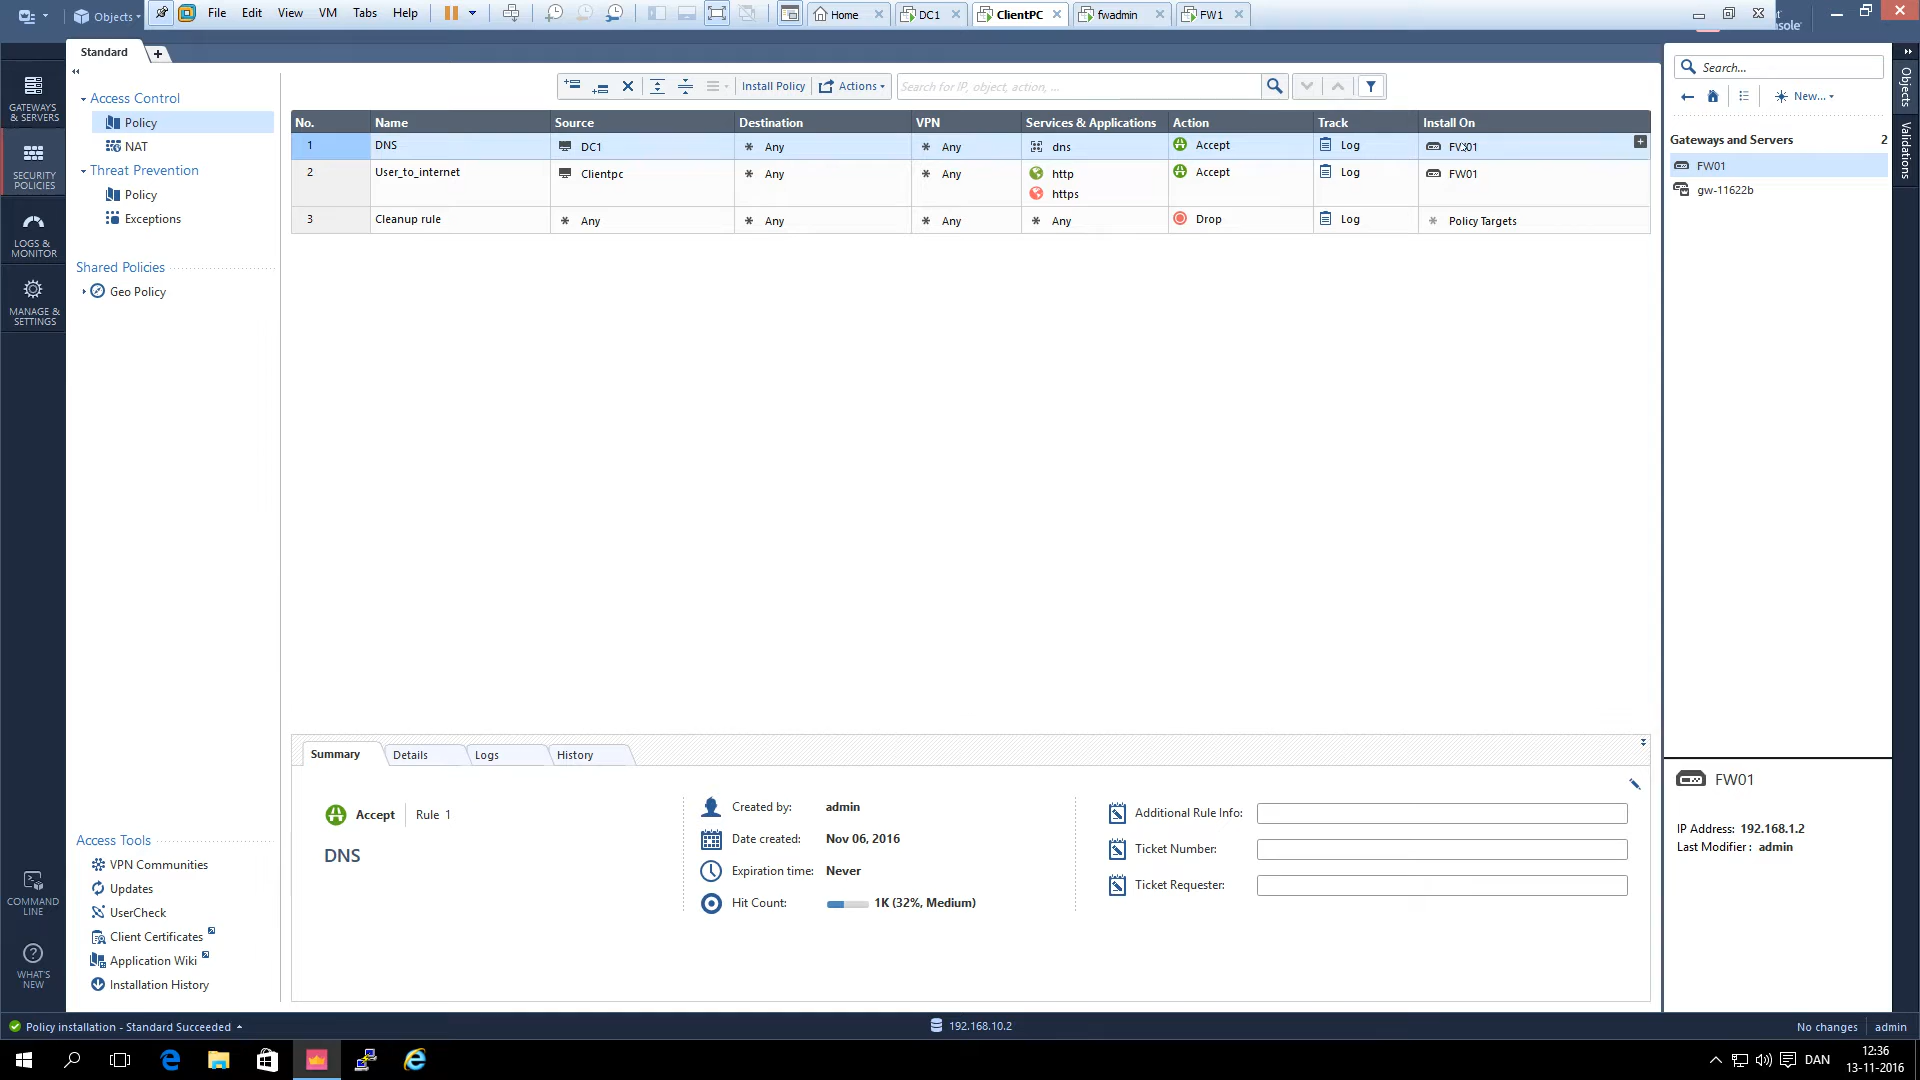 File Edit View VM Tabs Help Home DC1 ClientPC fwadmin FW1
Objects
sole
Standard
GATEWAYS & SERVERS
SECURITY POLICIES
LOGS & MONITOR
MANAGE & SETTINGS
COMMAND LINE
WHAT'S NEW
Access Control
Policy
NAT
Threat Prevention
Policy
Exceptions
Shared Policies
Geo Policy
Access Tools
VPN Communities
Updates
UserCheck
Client Certificates
Application Wiki
Installation History
Install Policy Actions Search for IP, object, action, ...
No. Name Source Destination VPN Services & Applications Action Track Install On
1 DNS DC1 Any Any dns Accept Log
2 User_to_internet Clientpc Any Any http Accept Log FW01
https
3 Cleanup rule Any Any Any Any Drop Log Policy Targets
Summary Details Logs History
Accept Rule 1
DNS
Created by: admin
Date created: Nov 06, 2016
Expiration time: Never
Hit Count: 1K (32%, Medium)
Additional Rule Info:
Ticket Number:
Ticket Requester:
Search...
New...
Gateways and Servers 2
FW01
gw-11622b
Objects
Validations
FW01
IP Address: 192.168.1.2
Last Modifier : admin
Policy installation - Standard Succeeded 192.168.10.2 No changes admin
DAN 12:36
13-11-2016